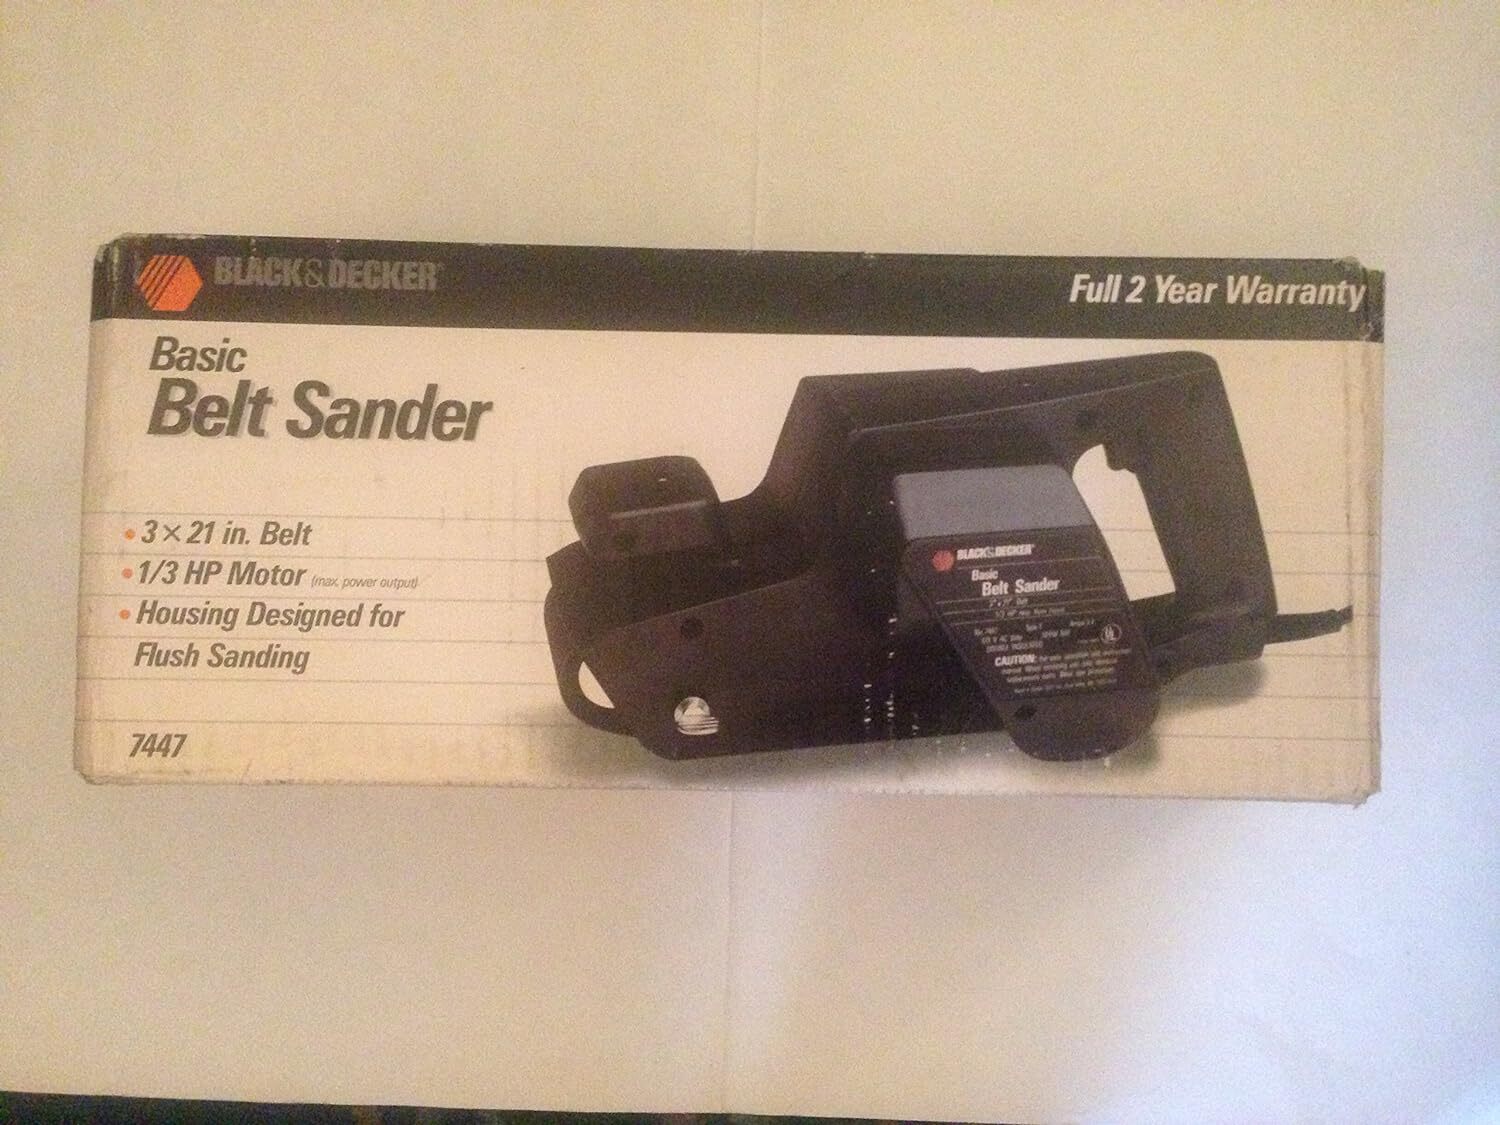 BLACK&DECKER
Full 2 Year Warranty
Basic
Belt Sander
• 3 × 21 in. Belt
• 1/3 HP Motor (max. power output)
• Housing Designed for
Flush Sanding
7447
BLACK&DECKER
Basic
Belt Sander
CAUTION: